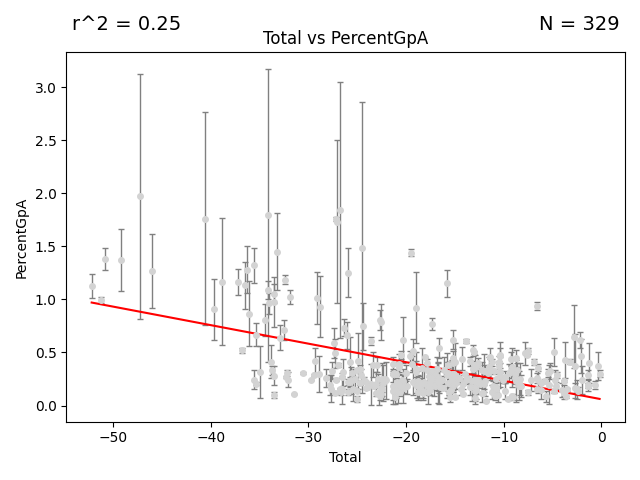 r^2 = 0.25
N = 329
Total vs PercentGpA
PercentGpA
3.0
2.5
2.0
1.5
1.0
0.5
0.0
−50
−40
−30
−20
−10
0
Total